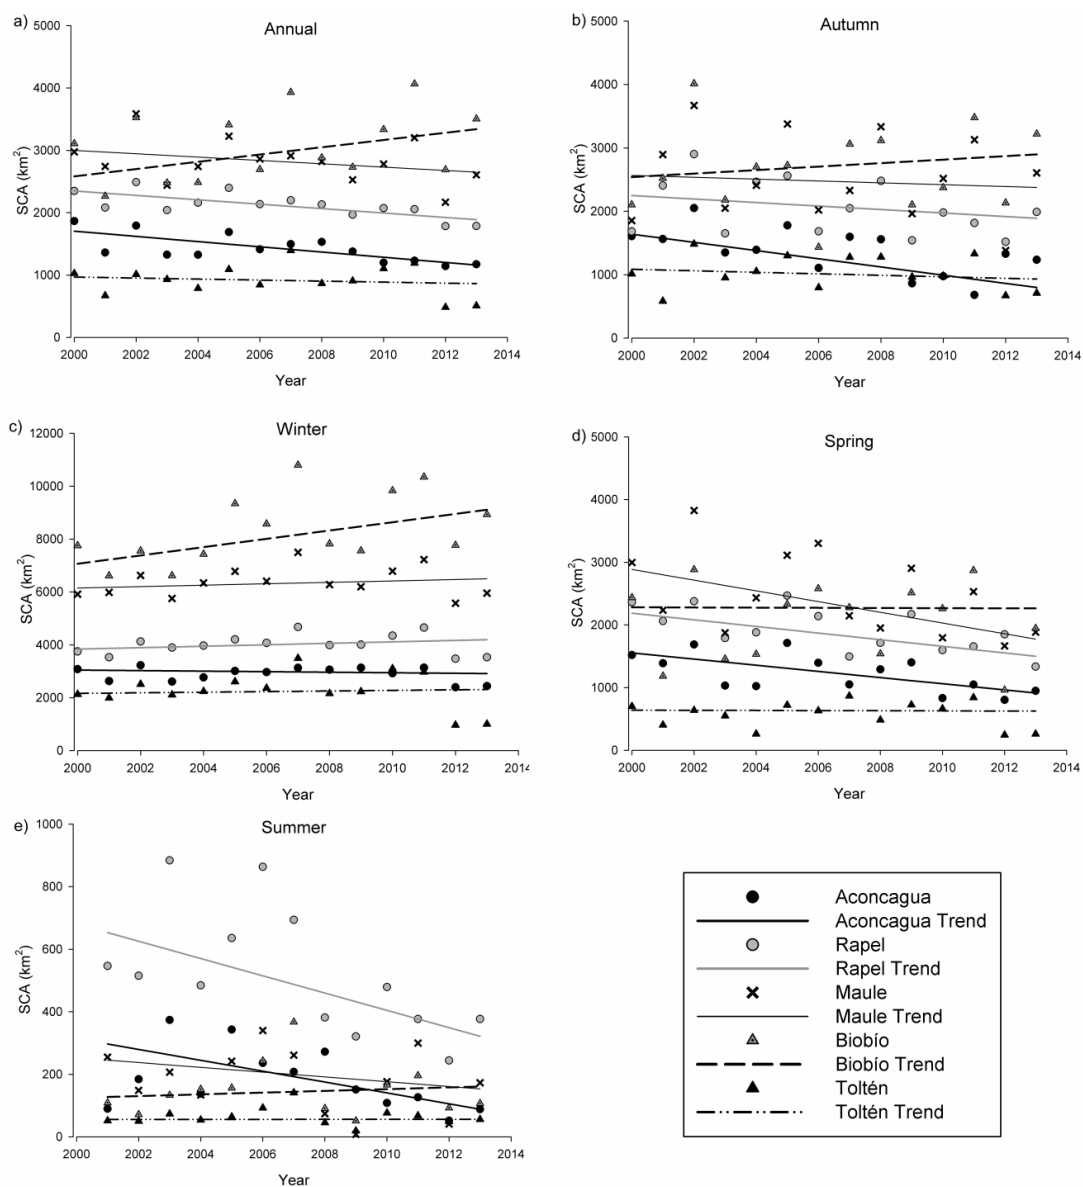 a)
Annual
5000
4000
3000
2000
1000
0
SCA (km2)
2000 2002 2004 2006 2008 2010 2012 2014
Year
b)
Autumn
5000
4000
3000
2000
1000
0
SCA (km2)
2000 2002 2004 2006 2008 2010 2012 2014
Year
c)
Winter
12000
10000
8000
6000
4000
2000
0
SCA (km2)
2000 2002 2004 2006 2008 2010 2012 2014
Year
d)
Spring
5000
4000
3000
2000
1000
0
SCA (km2)
2000 2002 2004 2006 2008 2010 2012 2014
Year
e)
Summer
1000
800
600
400
200
0
SCA (km2)
2000 2002 2004 2006 2008 2010 2012 2014
Year
Aconcagua
Aconcagua Trend
Rapel
Rapel Trend
Maule
Maule Trend
Biobío
Biobío Trend
Toltén
Toltén Trend